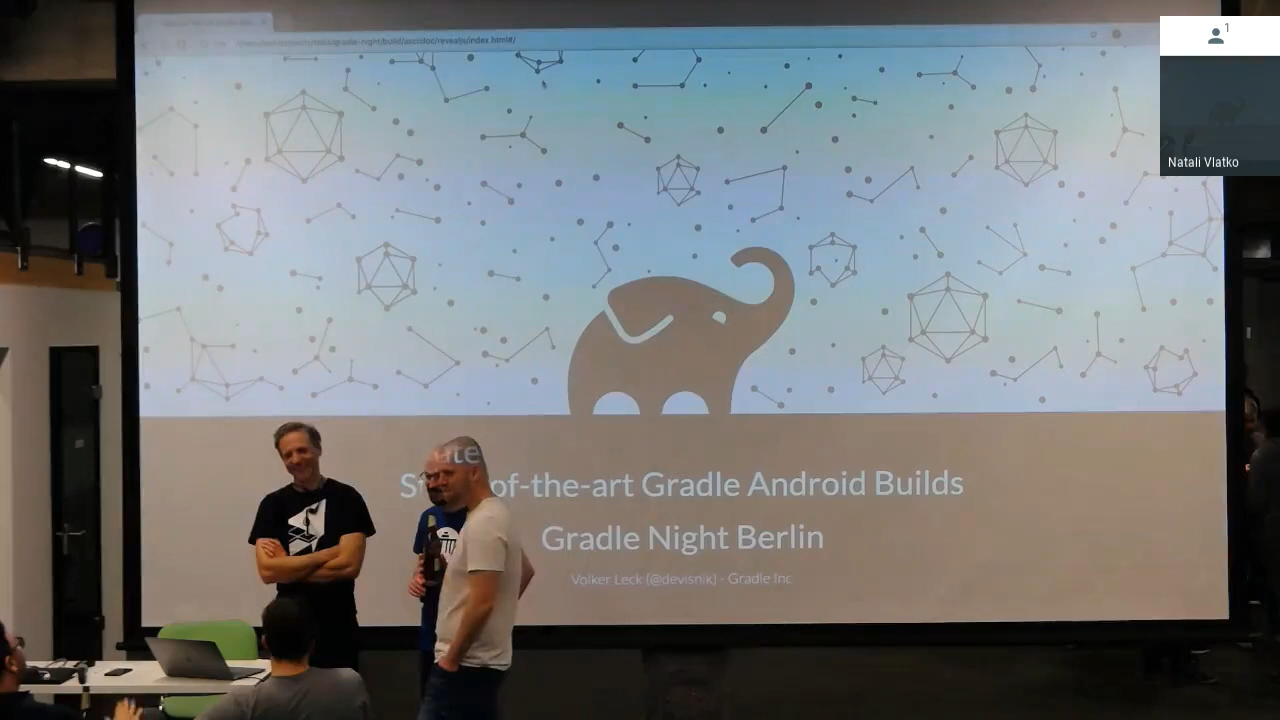 1
Natali Vlatko
of-the-art Gradle Android Builds
Gradle Night Berlin
Volker Leck (@devisnik) - Gradle Inc